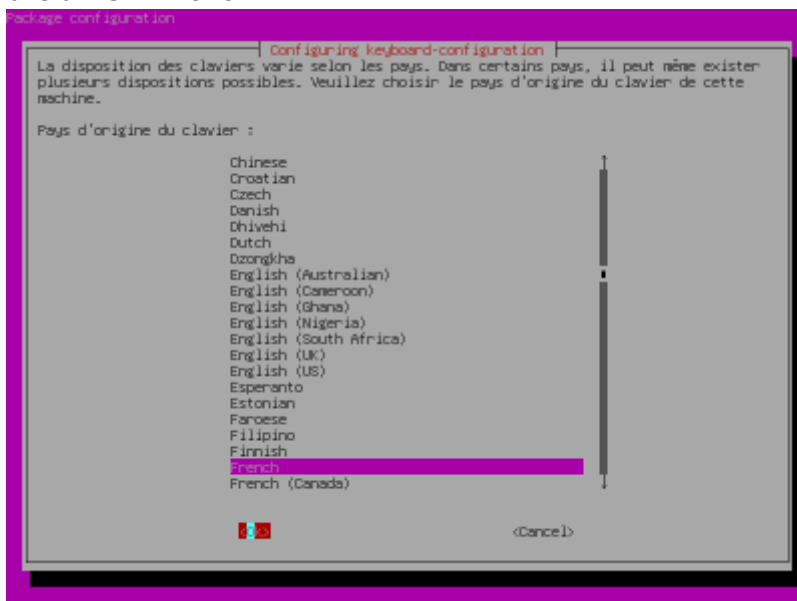 Package configuration
Configuring keyboard-configuration
La disposition des claviers varie selon les pays. Dans certains pays, il peut même exister
plusieurs dispositions possibles. Veuillez choisir le pays d'origine du clavier de cette
machine.
Pays d'origine du clavier :
Chinese
Croatian
Czech
Danish
Dhivehi
Dutch
Dzongkha
English (Australian)
English (Cameroon)
English (Ghana)
English (Nigeria)
English (South Africa)
English (UK)
English (US)
Esperanto
Estonian
Faroese
Filipino
Finnish
French
French (Canada)
<Ok> <Cancel>